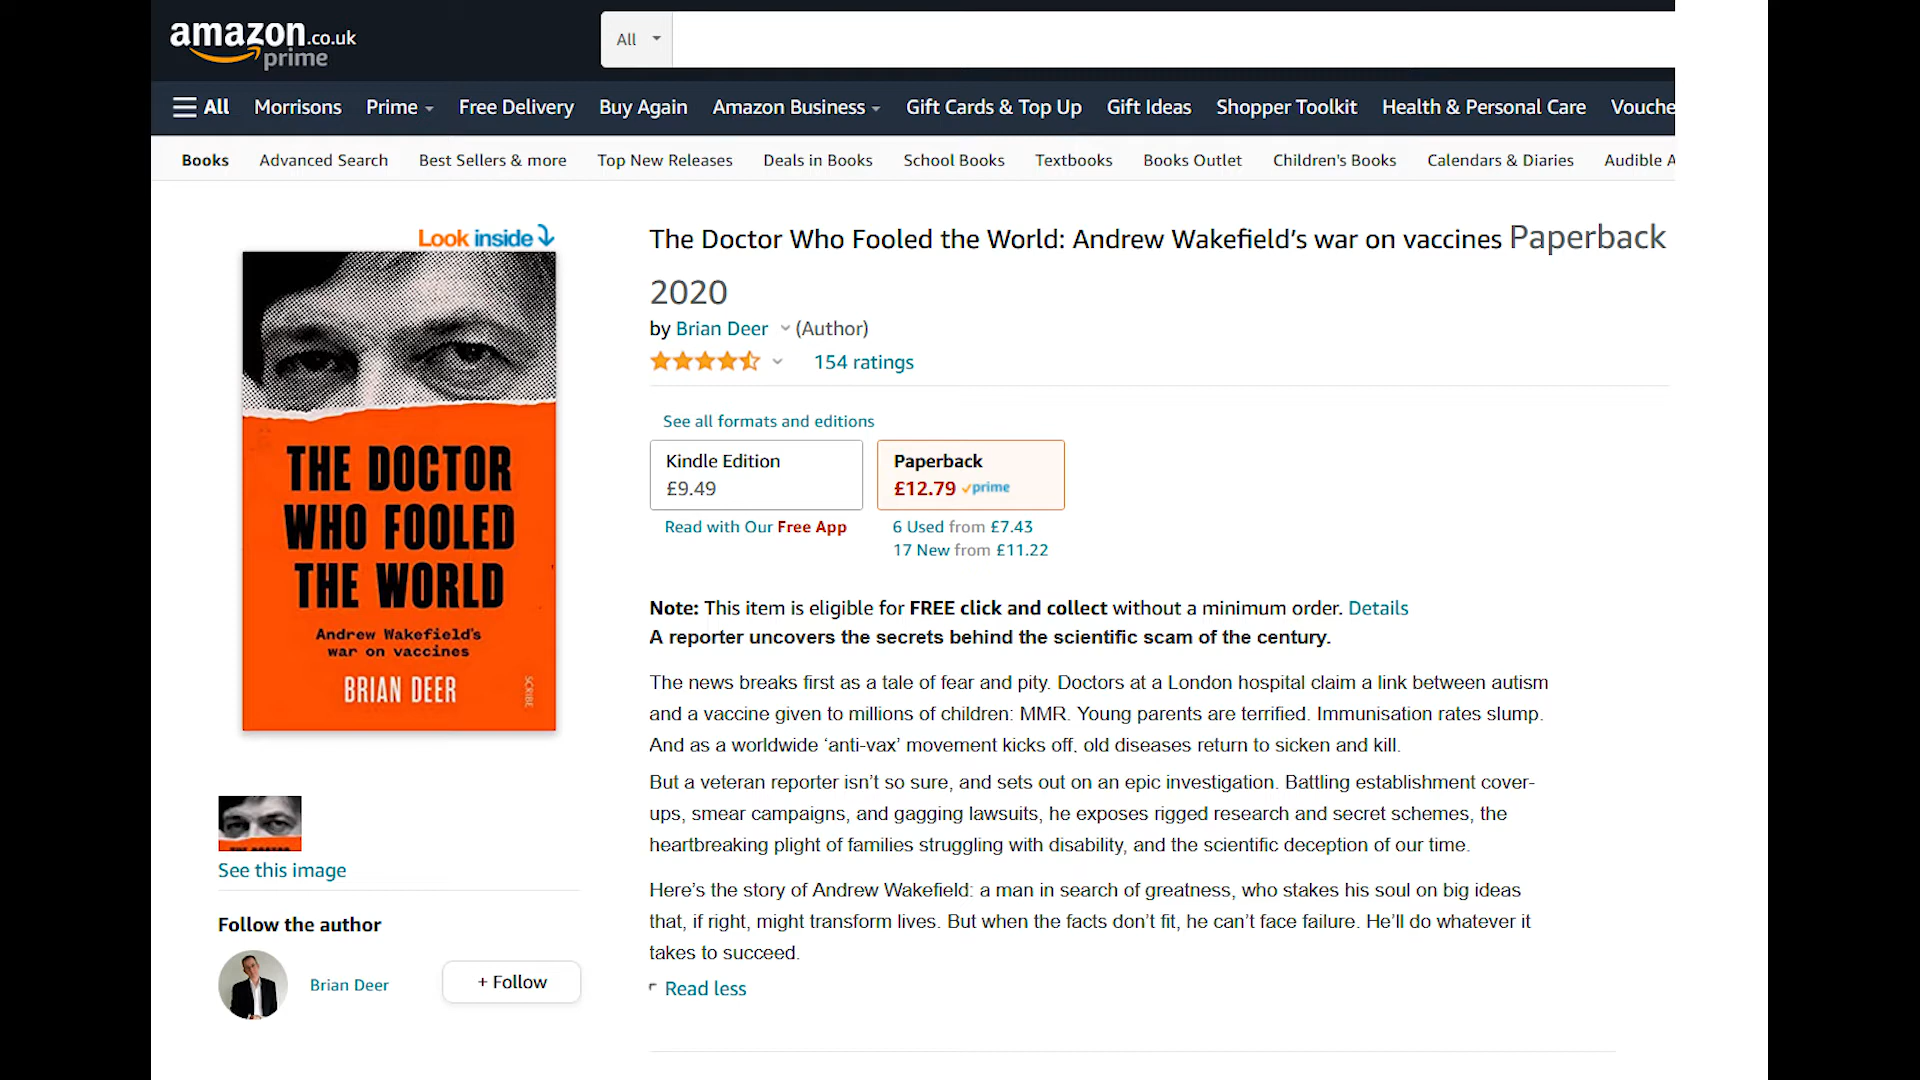 amazon.co.uk
prime
All
All
Morrisons
Prime
Free Delivery
Buy Again
Amazon Business
Gift Cards & Top Up
Gift Ideas
Shopper Toolkit
Health & Personal Care
Vouche
Books
Advanced Search
Best Sellers & more
Top New Releases
Deals in Books
School Books
Textbooks
Books Outlet
Children's Books
Calendars & Diaries
Audible A
Look inside
THE DOCTOR
WHO FOOLED
THE WORLD
Andrew Wakefield's
war on vaccines
BRIAN DEER
SCRIBE
See this image
Follow the author
Brian Deer
+ Follow
The Doctor Who Fooled the World: Andrew Wakefield’s war on vaccines Paperback
2020
by Brian Deer (Author)
154 ratings
See all formats and editions
Kindle Edition
£9.49
Read with Our Free App
Paperback
£12.79 prime
6 Used from £7.43
17 New from £11.22
Note: This item is eligible for FREE click and collect without a minimum order. Details
A reporter uncovers the secrets behind the scientific scam of the century.
The news breaks first as a tale of fear and pity. Doctors at a London hospital claim a link between autism
and a vaccine given to millions of children: MMR. Young parents are terrified. Immunisation rates slump.
And as a worldwide ‘anti-vax’ movement kicks off, old diseases return to sicken and kill.
But a veteran reporter isn’t so sure, and sets out on an epic investigation. Battling establishment cover-
ups, smear campaigns, and gagging lawsuits, he exposes rigged research and secret schemes, the
heartbreaking plight of families struggling with disability, and the scientific deception of our time.
Here’s the story of Andrew Wakefield: a man in search of greatness, who stakes his soul on big ideas
that, if right, might transform lives. But when the facts don’t fit, he can’t face failure. He’ll do whatever it
takes to succeed.
Read less